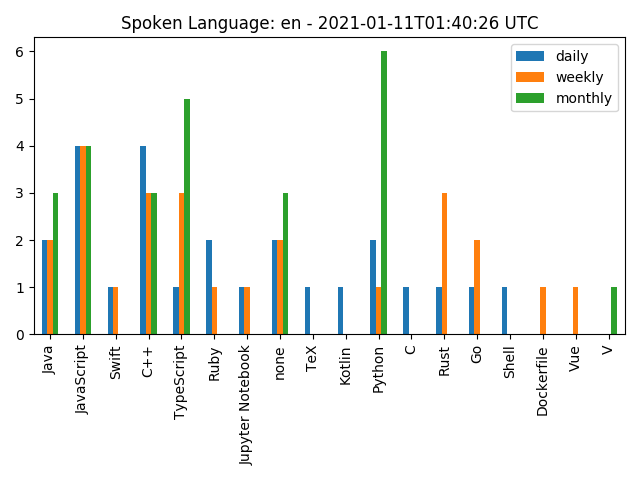 Spoken Language: en - 2021-01-11T01:40:26 UTC
daily
weekly
monthly
6
5
4
3
2
1
0
Java
JavaScript
Swift
C++
TypeScript
Ruby
Jupyter Notebook
none
TeX
Kotlin
Python
C
Rust
Go
Shell
Dockerfile
Vue
V